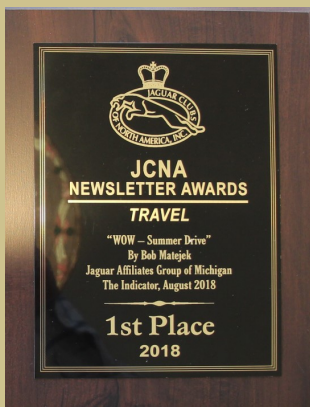 JAGUAR CLUBS
OF NORTH AMERICA, INC.
JCNA
NEWSLETTER AWARDS
TRAVEL
“WOW – Summer Drive”
By Bob Matejek
Jaguar Affiliates Group of Michigan
The Indicator, August 2018
1st Place
2018